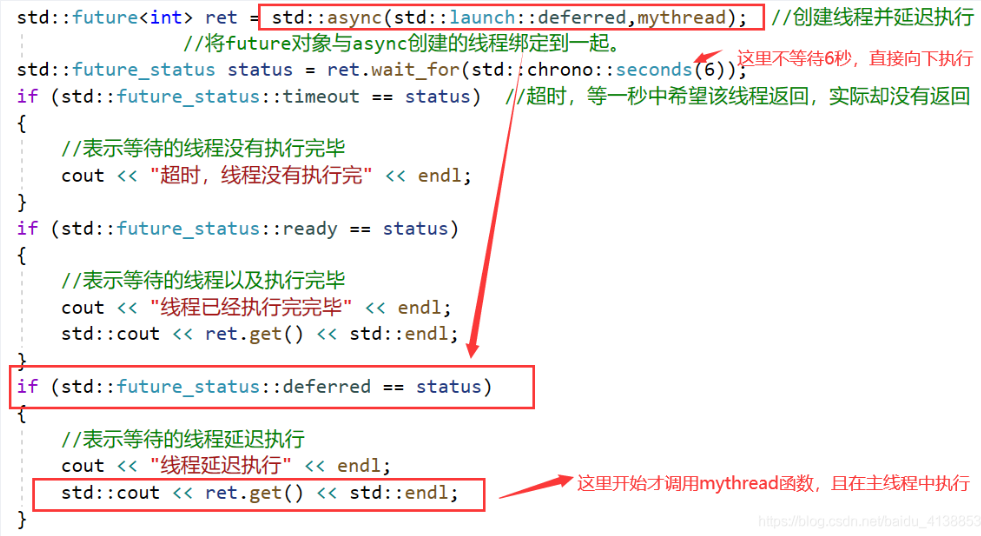 std::future<int> ret = std::async(std::launch::deferred,mythread); //创建线程并延迟执行
//将future对象与async创建的线程绑定到一起。
std::future_status status = ret.wait_for(std::chrono::seconds(6)); 这里不等待6秒，直接向下执行
if (std::future_status::timeout == status) //超时，等一秒中希望该线程返回，实际却没有返回
{
//表示等待的线程没有执行完毕
cout << "超时，线程没有执行完" << endl;
}
if (std::future_status::ready == status)
{
//表示等待的线程以及执行完毕
cout << "线程已经执行完完毕" << endl;
std::cout << ret.get() << std::endl;
}
if (std::future_status::deferred == status)
{
//表示等待的线程延迟执行
cout << "线程延迟执行" << endl;
std::cout << ret.get() << std::endl; 这里开始才调用mythread函数，且在主线程中执行
}
https://blog.csdn.net/baidu_4138853